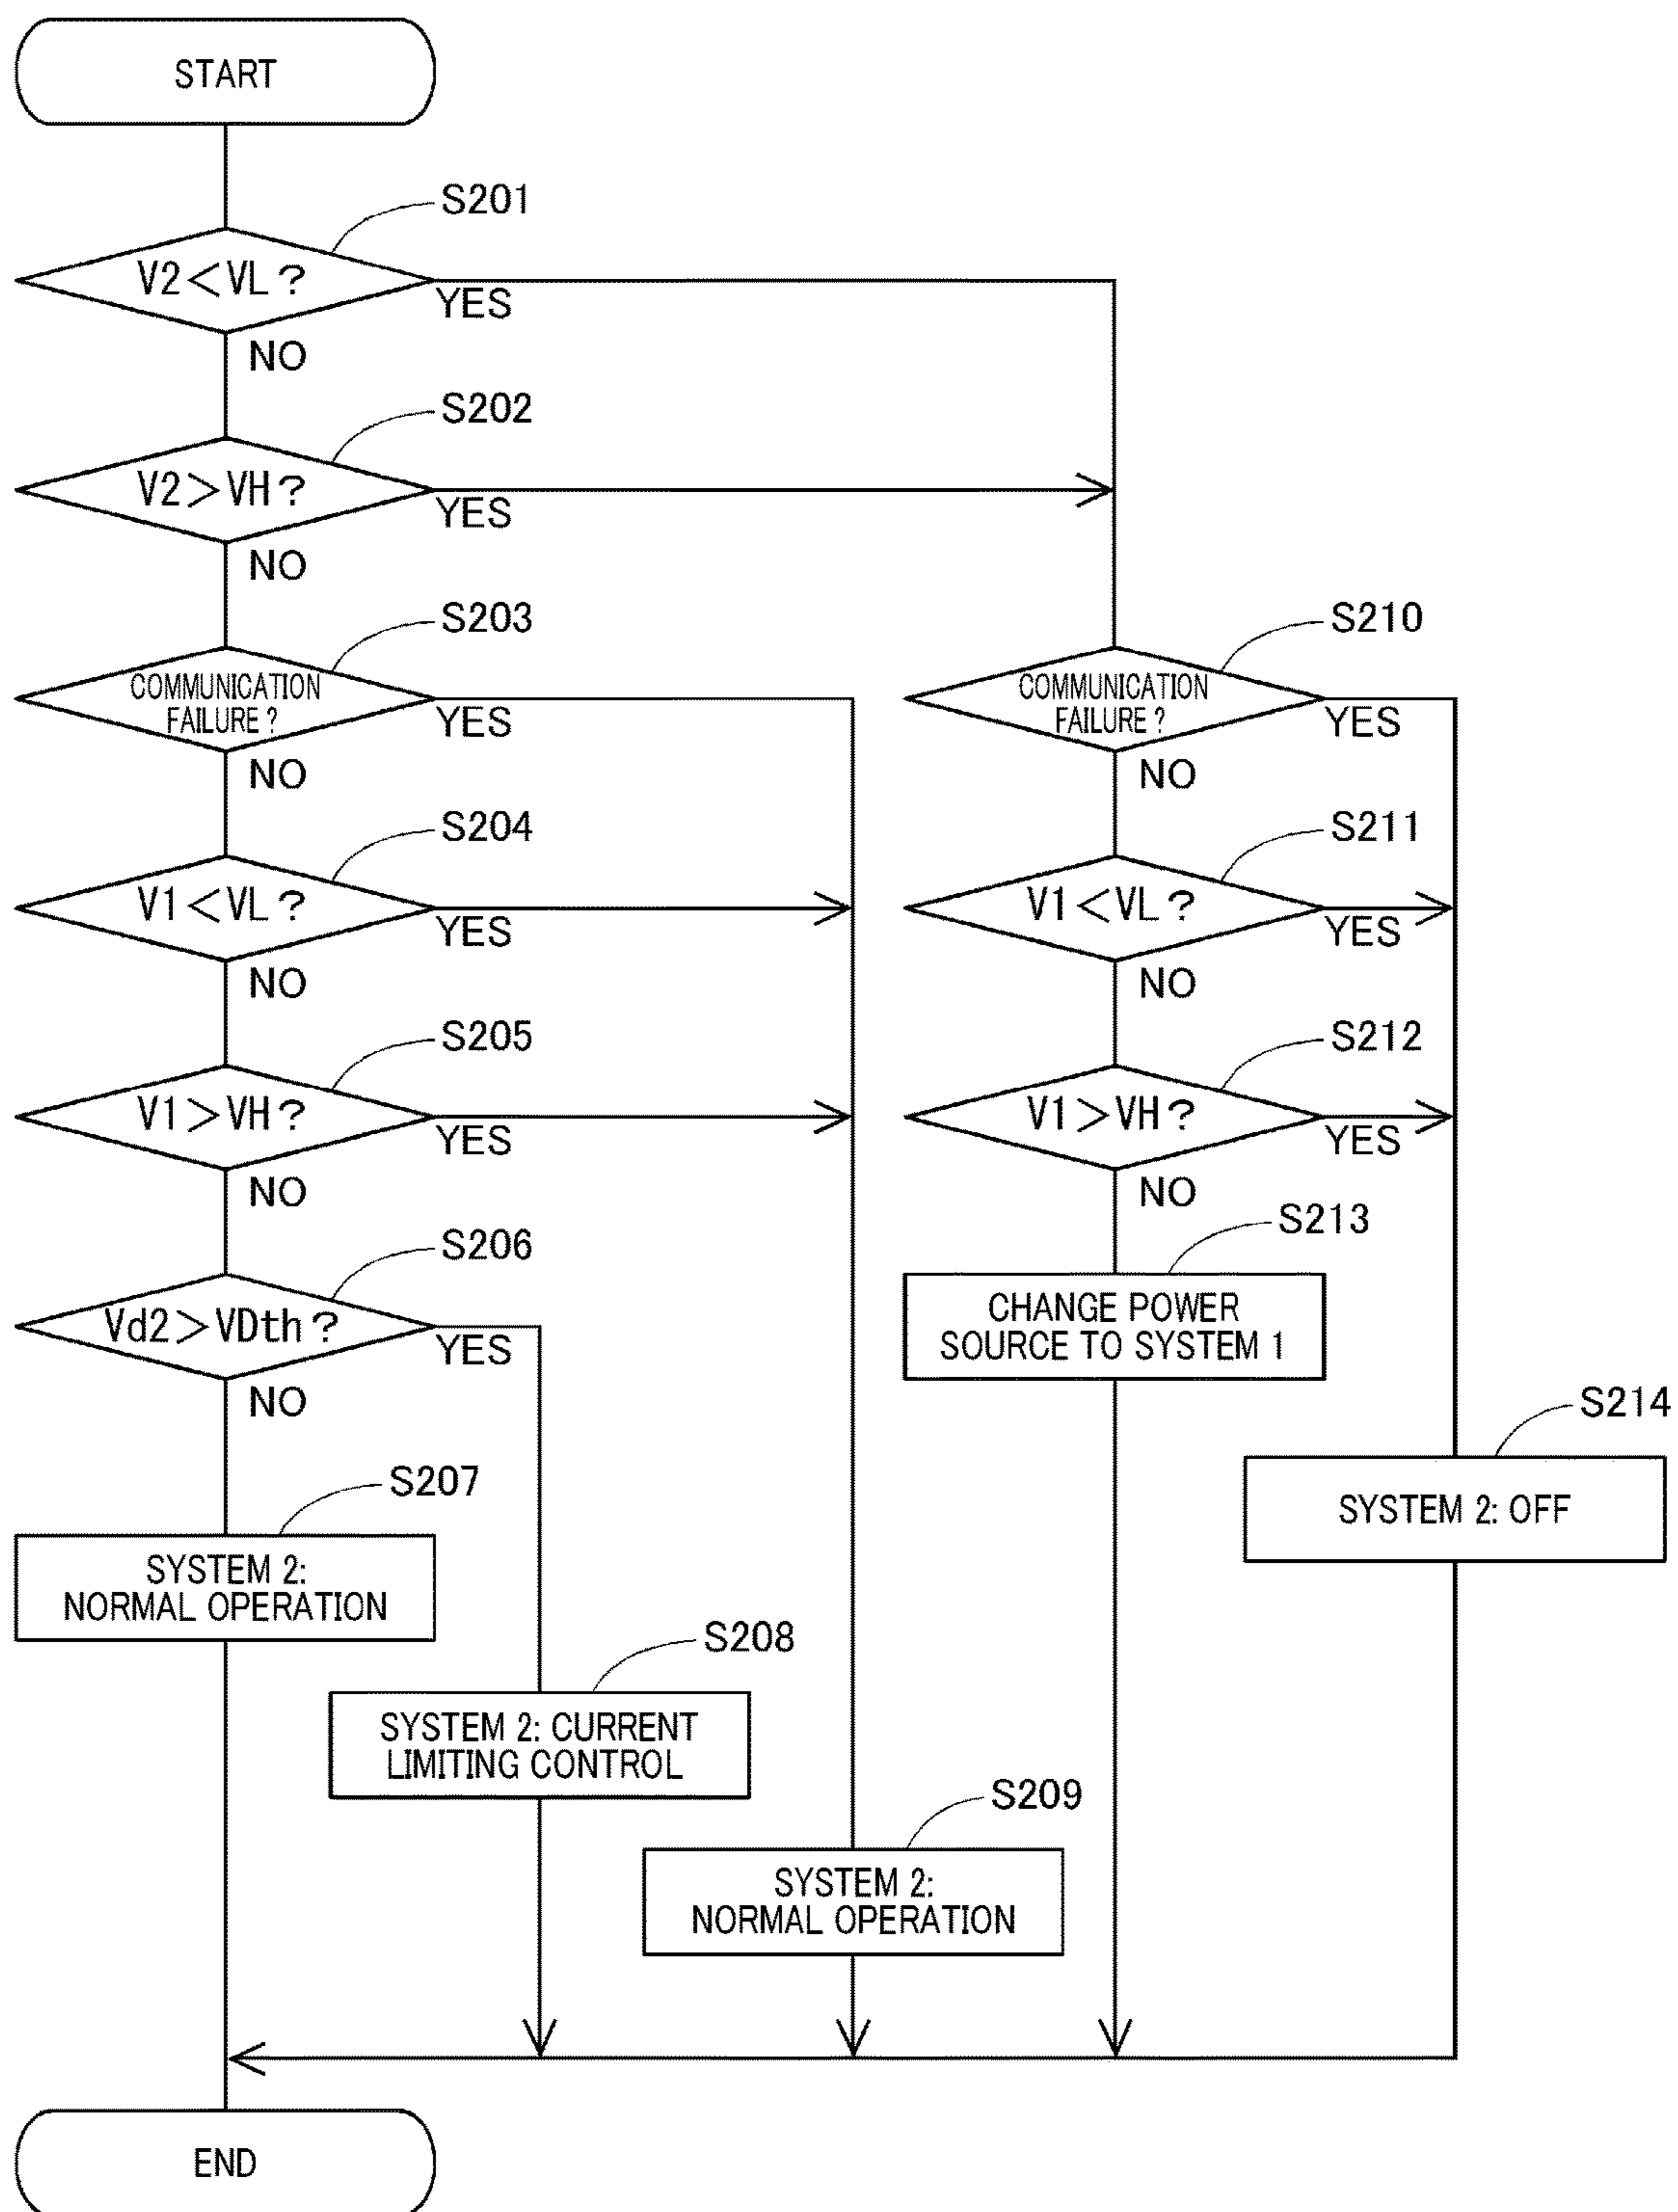 START
S201
V2<VL?
YES
NO
S202
V2>VH?
YES
NO
S203
COMMUNICATION
FAILURE?
YES
NO
S210
COMMUNICATION
FAILURE?
YES
NO
S204
V1<VL?
YES
NO
S211
V1<VL?
YES
NO
S205
V1>VH?
YES
NO
S212
V1>VH?
YES
NO
S206
Vd2>VDth?
YES
NO
S213
CHANGE POWER
SOURCE TO SYSTEM 1
S214
SYSTEM 2: OFF
S207
SYSTEM 2:
NORMAL OPERATION
S208
SYSTEM 2: CURRENT
LIMITING CONTROL
S209
SYSTEM 2:
NORMAL OPERATION
END